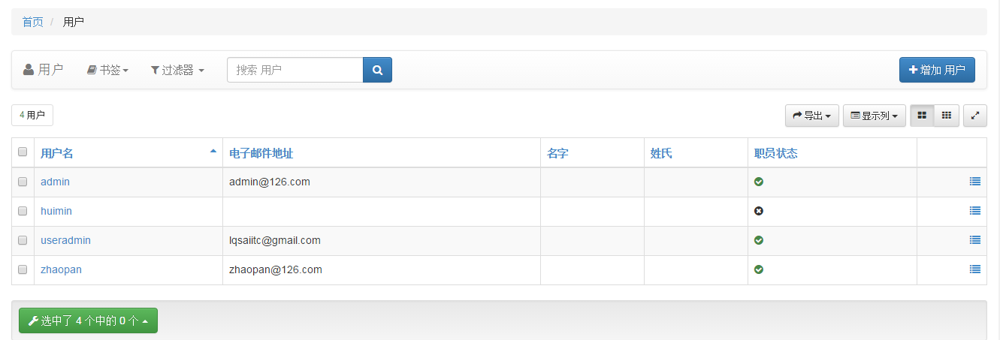 首页 / 用户
用户 书签 过滤器 搜索 用户 增加 用户
4 用户 导出 显示列
用户名 电子邮件地址 名字 姓氏 职员状态
admin admin@126.com
huimin
useradmin lqsaiitc@gmail.com
zhaopan zhaopan@126.com
选中了 4 个中的 0 个